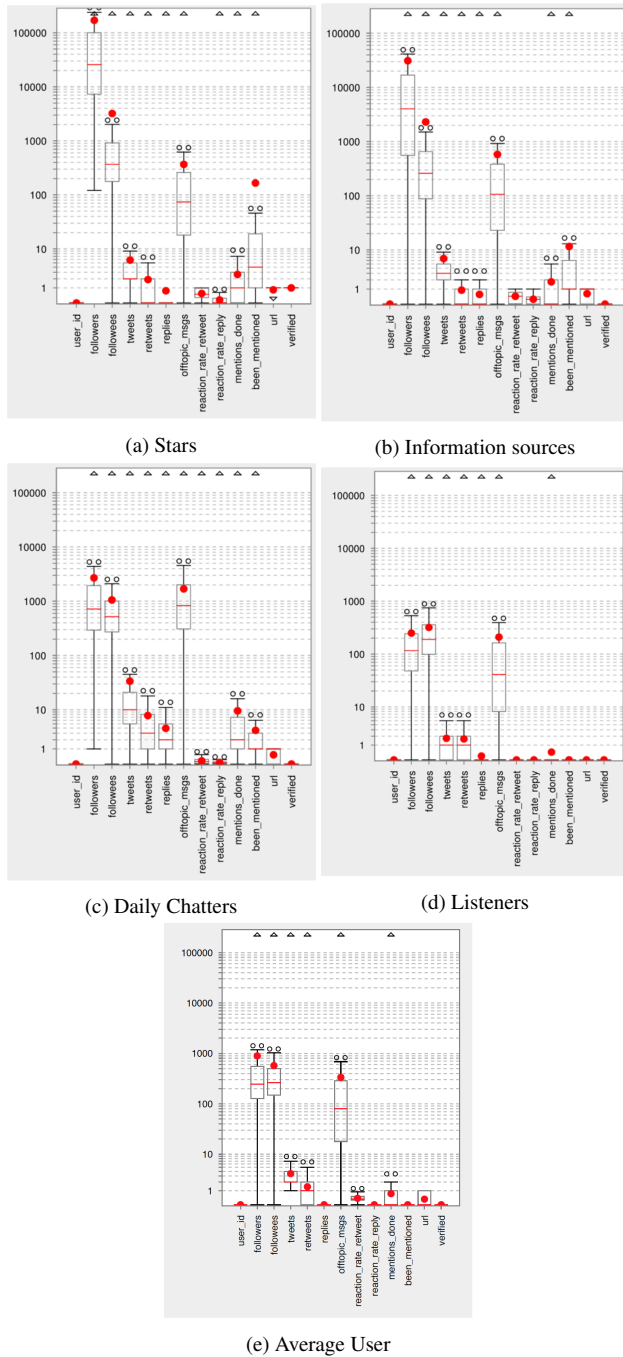 100000
10000
1000
100
10
1
user_id
followers
followees
tweets
retweets
replies
offtopic_msgs
reaction_rate_retweet
reaction_rate_reply
mentions_done
been_mentioned
url
verified
(a) Stars
100000
10000
1000
100
10
1
user_id
followers
followees
tweets
retweets
replies
offtopic_msgs
reaction_rate_retweet
reaction_rate_reply
mentions_done
been_mentioned
url
verified
(b) Information sources
100000
10000
1000
100
10
1
user_id
followers
followees
tweets
retweets
replies
offtopic_msgs
reaction_rate_retweet
reaction_rate_reply
mentions_done
been_mentioned
url
verified
(c) Daily Chatters
100000
10000
1000
100
10
1
user_id
followers
followees
tweets
retweets
replies
offtopic_msgs
reaction_rate_retweet
reaction_rate_reply
mentions_done
been_mentioned
url
verified
(d) Listeners
100000
10000
1000
100
10
1
user_id
followers
followees
tweets
retweets
replies
offtopic_msgs
reaction_rate_retweet
reaction_rate_reply
mentions_done
been_mentioned
url
verified
(e) Average User